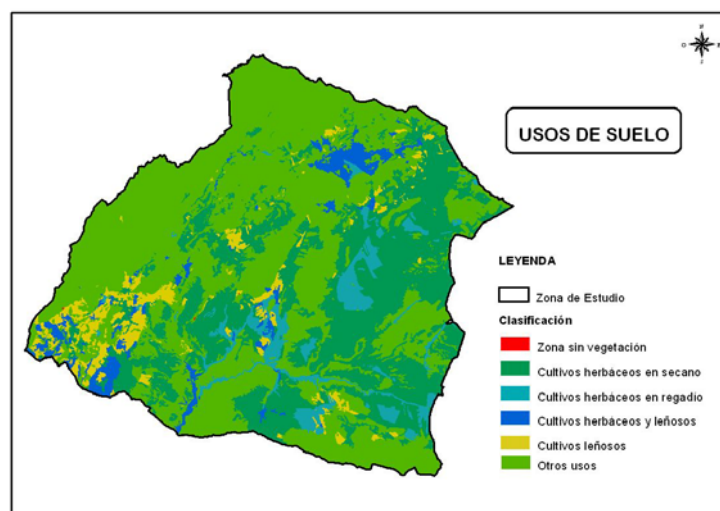 N
O
E
S
USOS DE SUELO
LEYENDA
Zona de Estudio
Clasificación
Zona sin vegetación
Cultivos herbáceos en secano
Cultivos herbáceos en regadio
Cultivos herbáceos y leñosos
Cultivos leñosos
Otros usos